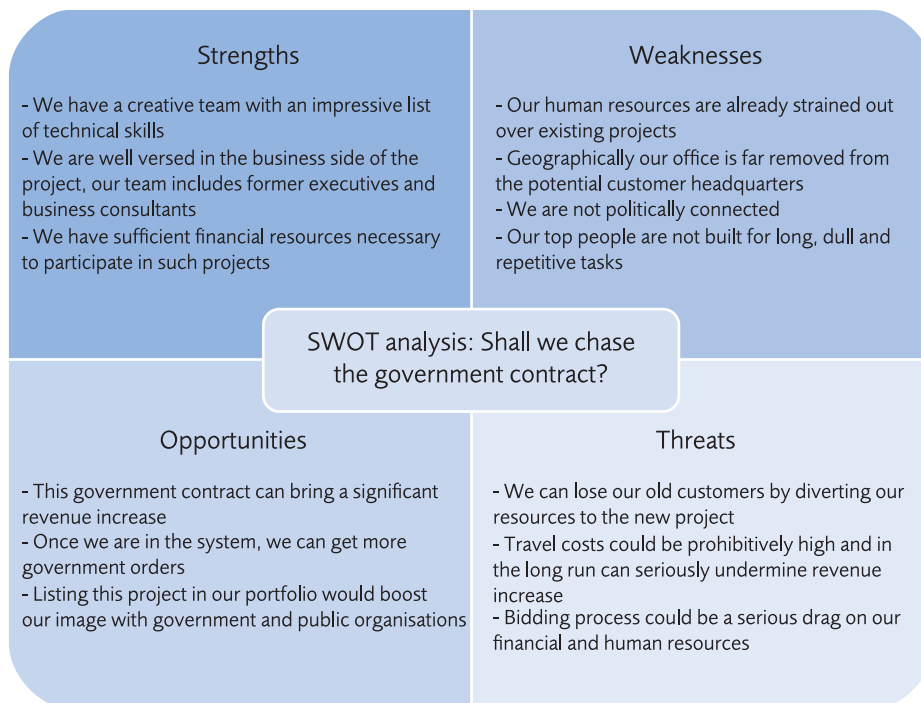 Strengths
- We have a creative team with an impressive list
of technical skills
- We are well versed in the business side of the
project, our team includes former executives and
business consultants
- We have sufficient financial resources necessary
to participate in such projects
Weaknesses
- Our human resources are already strained out
over existing projects
- Geographically our office is far removed from
the potential customer headquarters
- We are not politically connected
- Our top people are not built for long, dull and
repetitive tasks
SWOT analysis: Shall we chase
the government contract?
Opportunities
- This government contract can bring a significant
revenue increase
- Once we are in the system, we can get more
government orders
- Listing this project in our portfolio would boost
our image with government and public organisations
Threats
- We can lose our old customers by diverting our
resources to the new project
- Travel costs could be prohibitively high and in
the long run can seriously undermine revenue
increase
- Bidding process could be a serious drag on our
financial and human resources